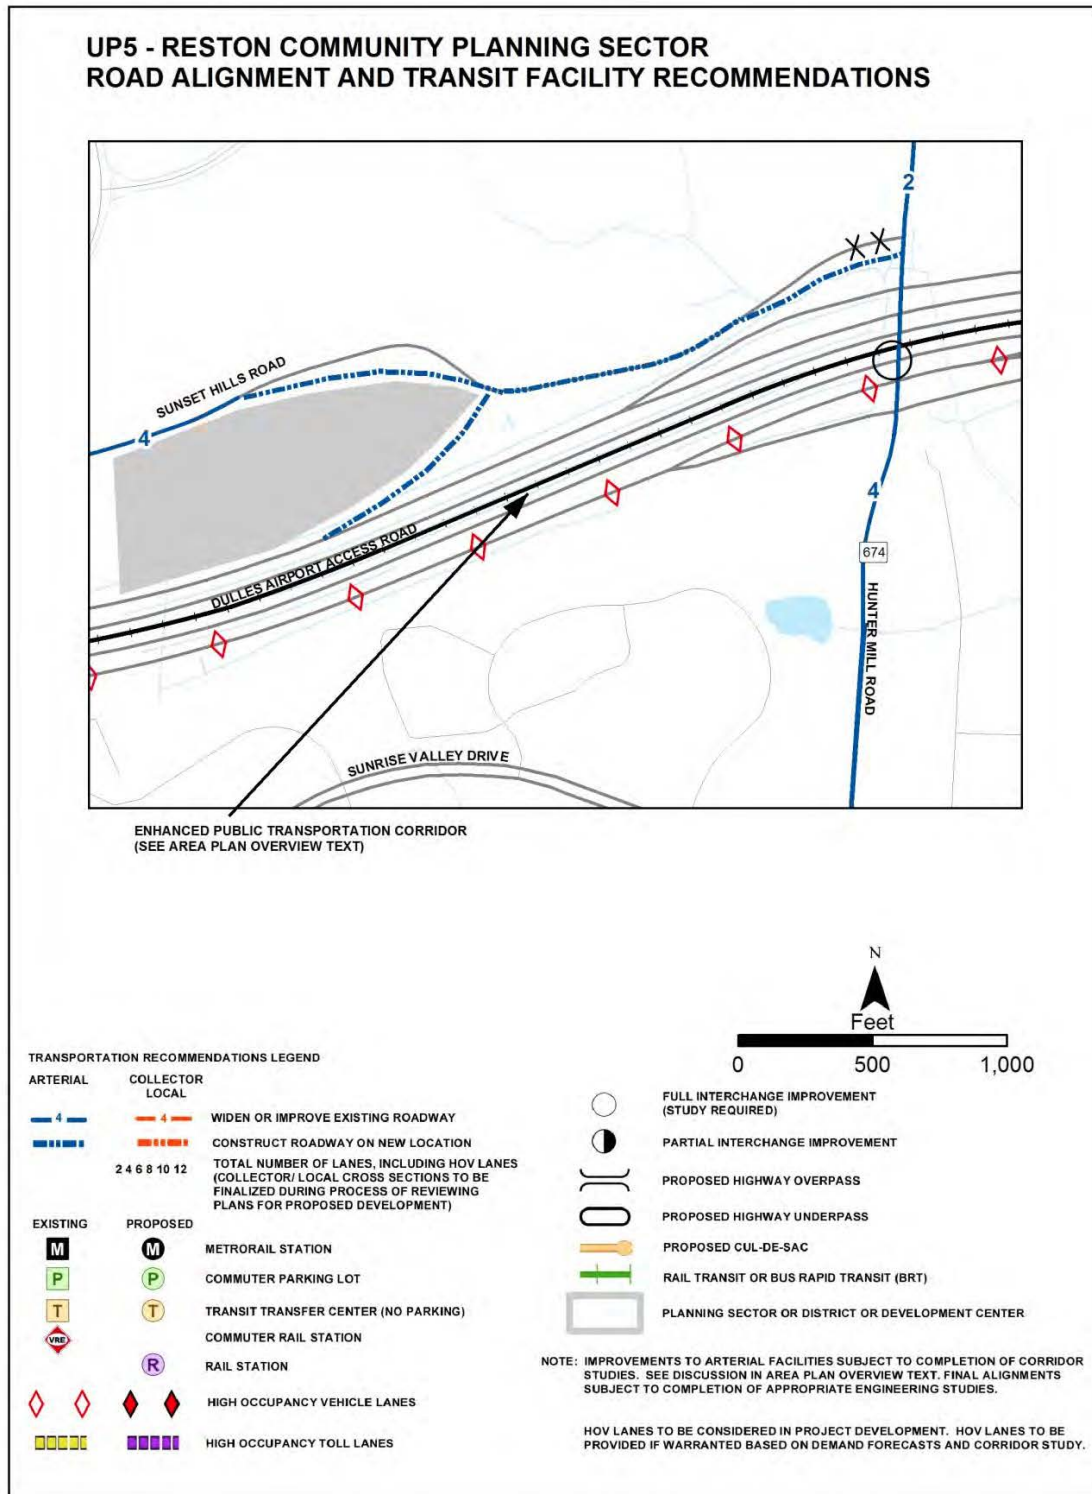 UP5 - RESTON COMMUNITY PLANNING SECTOR
ROAD ALIGNMENT AND TRANSIT FACILITY RECOMMENDATIONS
2
SUNSET HILLS ROAD
4
4
674
DULLES AIRPORT ACCESS ROAD
HUNTER MILL ROAD
SUNRISE VALLEY DRIVE
ENHANCED PUBLIC TRANSPORTATION CORRIDOR
(SEE AREA PLAN OVERVIEW TEXT)
N
Feet
0 500 1,000
TRANSPORTATION RECOMMENDATIONS LEGEND
ARTERIAL COLLECTOR
LOCAL
4 4 WIDEN OR IMPROVE EXISTING ROADWAY
CONSTRUCT ROADWAY ON NEW LOCATION
2 4 6 8 10 12 TOTAL NUMBER OF LANES, INCLUDING HOV LANES
(COLLECTOR/ LOCAL CROSS SECTIONS TO BE
FINALIZED DURING PROCESS OF REVIEWING
PLANS FOR PROPOSED DEVELOPMENT)
EXISTING PROPOSED
M M METRORAIL STATION
P P COMMUTER PARKING LOT
T T TRANSIT TRANSFER CENTER (NO PARKING)
VRE COMMUTER RAIL STATION
R RAIL STATION
HIGH OCCUPANCY VEHICLE LANES
HIGH OCCUPANCY TOLL LANES
FULL INTERCHANGE IMPROVEMENT
(STUDY REQUIRED)
PARTIAL INTERCHANGE IMPROVEMENT
PROPOSED HIGHWAY OVERPASS
PROPOSED HIGHWAY UNDERPASS
PROPOSED CUL-DE-SAC
RAIL TRANSIT OR BUS RAPID TRANSIT (BRT)
PLANNING SECTOR OR DISTRICT OR DEVELOPMENT CENTER
NOTE: IMPROVEMENTS TO ARTERIAL FACILITIES SUBJECT TO COMPLETION OF CORRIDOR
STUDIES. SEE DISCUSSION IN AREA PLAN OVERVIEW TEXT. FINAL ALIGNMENTS
SUBJECT TO COMPLETION OF APPROPRIATE ENGINEERING STUDIES.
HOV LANES TO BE CONSIDERED IN PROJECT DEVELOPMENT. HOV LANES TO BE
PROVIDED IF WARRANTED BASED ON DEMAND FORECASTS AND CORRIDOR STUDY.